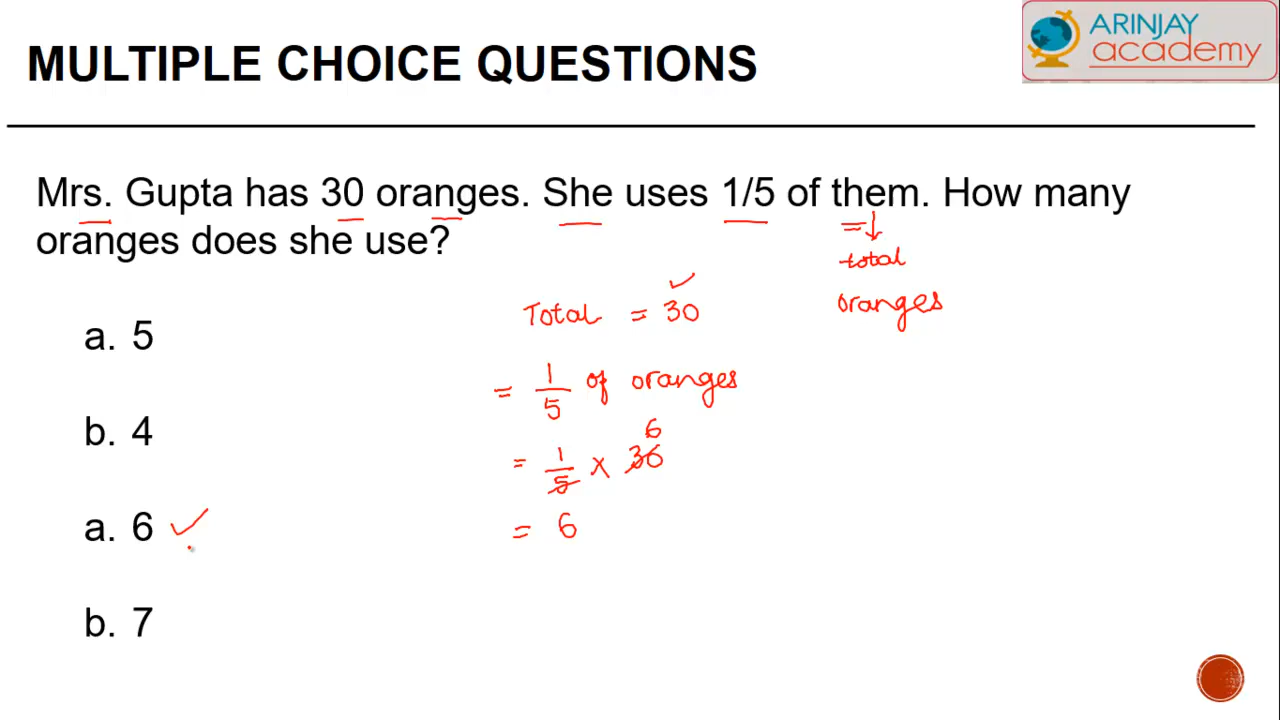 ARINJAY
academy
MULTIPLE CHOICE QUESTIONS
Mrs. Gupta has 30 oranges. She uses 1/5 of them. How many
oranges does she use?
total
oranges
Total = 30
a. 5
= 1/5 of oranges
b. 4
6
= 1/5 x 30
a. 6
= 6
b. 7